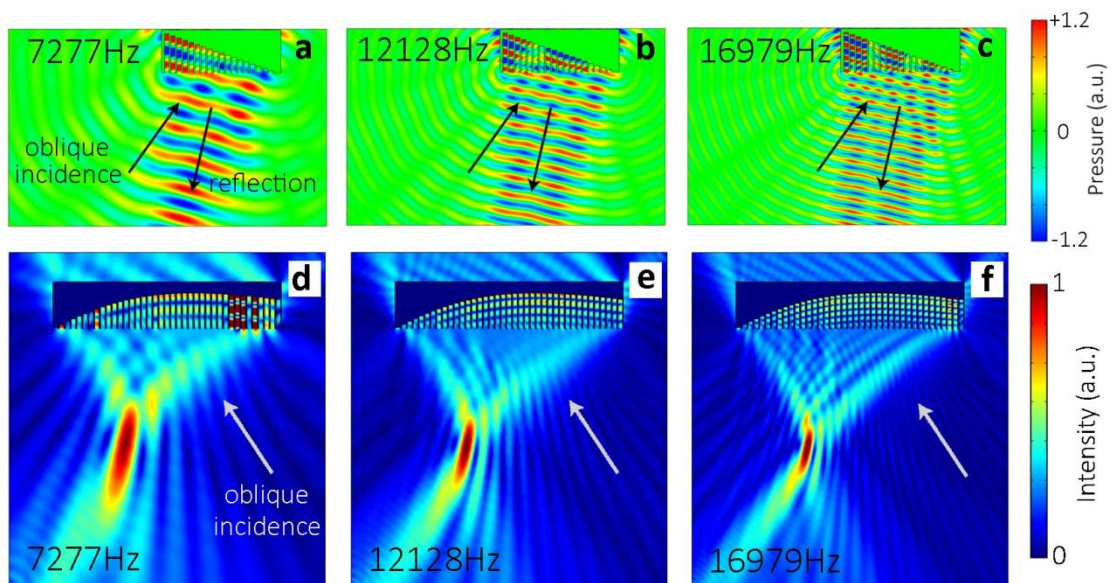 7277Hz
a
12128Hz
b
16979Hz
c
oblique
incidence
reflection
+1.2
0
-1.2
Pressure (a.u.)
d
e
f
oblique
incidence
7277Hz
12128Hz
16979Hz
1
0
Intensity (a.u.)